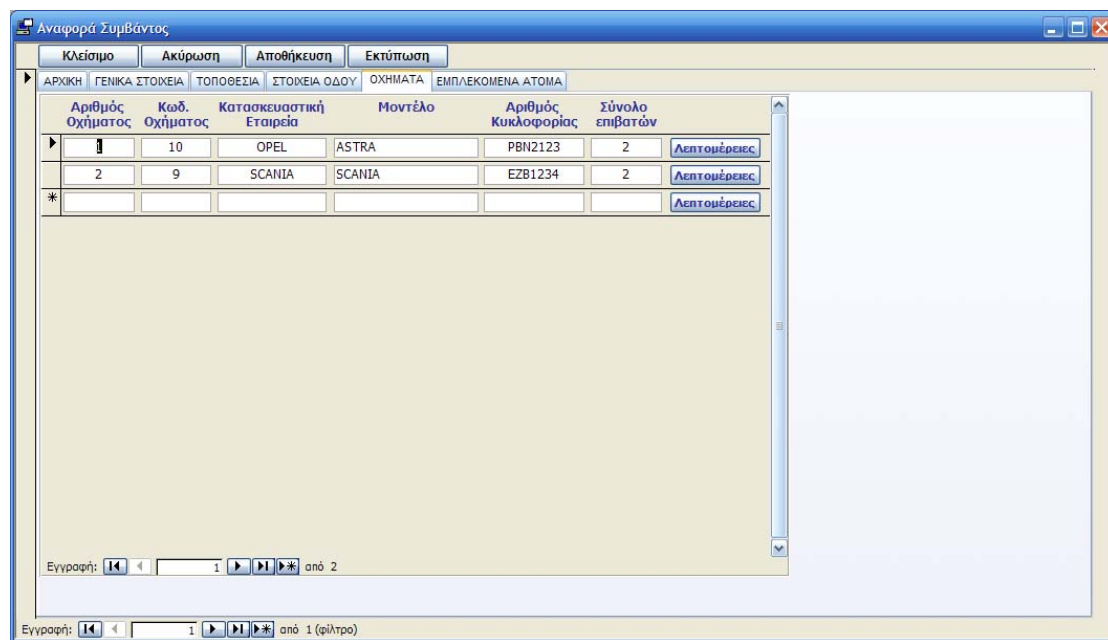 Αναφορά Συμβάντος
Κλείσιμο Ακύρωση Αποθήκευση Εκτύπωση
ΑΡΧΙΚΗ ΓΕΝΙΚΑ ΣΤΟΙΧΕΙΑ ΤΟΠΟΘΕΣΙΑ ΣΤΟΙΧΕΙΑ ΟΔΟΥ ΟΧΗΜΑΤΑ ΕΜΠΛΕΚΟΜΕΝΑ ΑΤΟΜΑ
Αριθμός Κωδ. Κατασκευαστική Μοντέλο Αριθμός Σύνολο
Οχήματος Οχήματος Εταιρεία Κυκλοφορίας επιβατών
1 10 OPEL ASTRA PBN2123 2 Λεπτομέρειες
2 9 SCANIA SCANIA EZB1234 2 Λεπτομέρειες
Λεπτομέρειες
Εγγραφή: 1 από 2
Εγγραφή: 1 από 1 (φίλτρο)